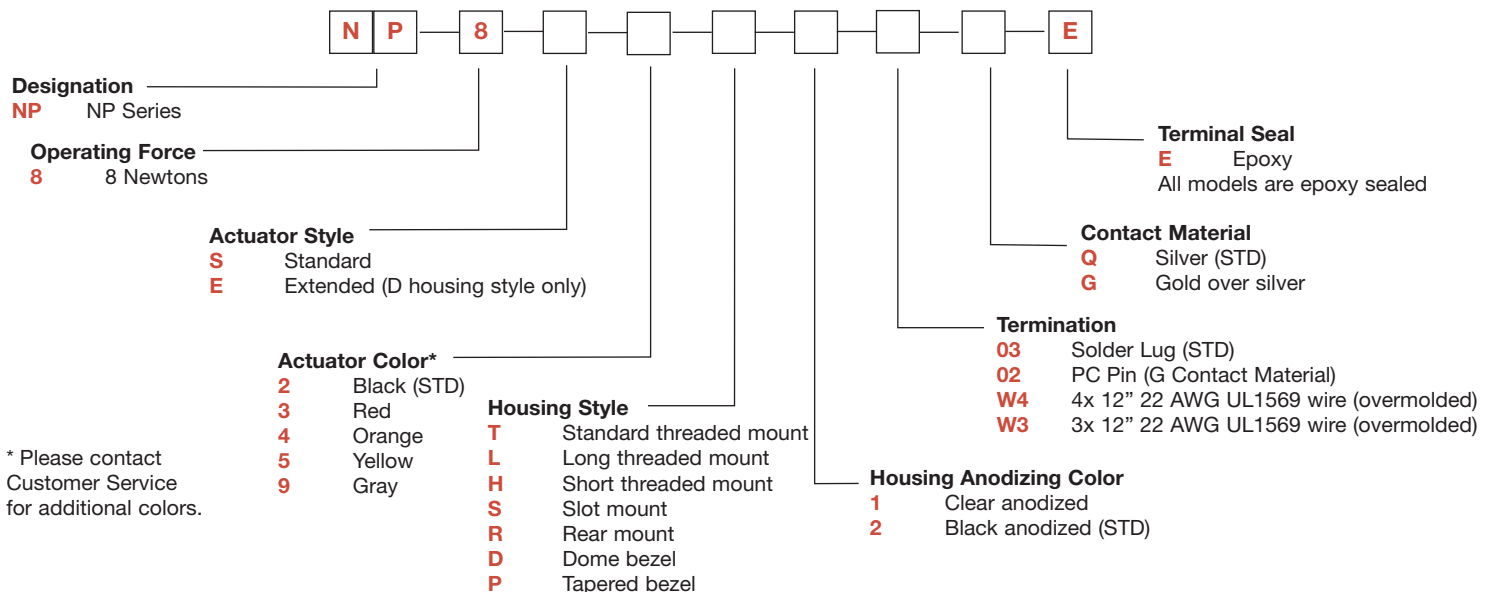 N P 8 E
Designation
NP NP Series
Operating Force
8 8 Newtons
Actuator Style
S Standard
E Extended (D housing style only)
Actuator Color*
2 Black (STD)
3 Red
4 Orange
5 Yellow
9 Gray
* Please contact
Customer Service
for additional colors.
Housing Style
T Standard threaded mount
L Long threaded mount
H Short threaded mount
S Slot mount
R Rear mount
D Dome bezel
P Tapered bezel
Housing Anodizing Color
1 Clear anodized
2 Black anodized (STD)
Termination
03 Solder Lug (STD)
02 PC Pin (G Contact Material)
W4 4x 12” 22 AWG UL1569 wire (overmolded)
W3 3x 12” 22 AWG UL1569 wire (overmolded)
Contact Material
Q Silver (STD)
G Gold over silver
Terminal Seal
E Epoxy
All models are epoxy sealed